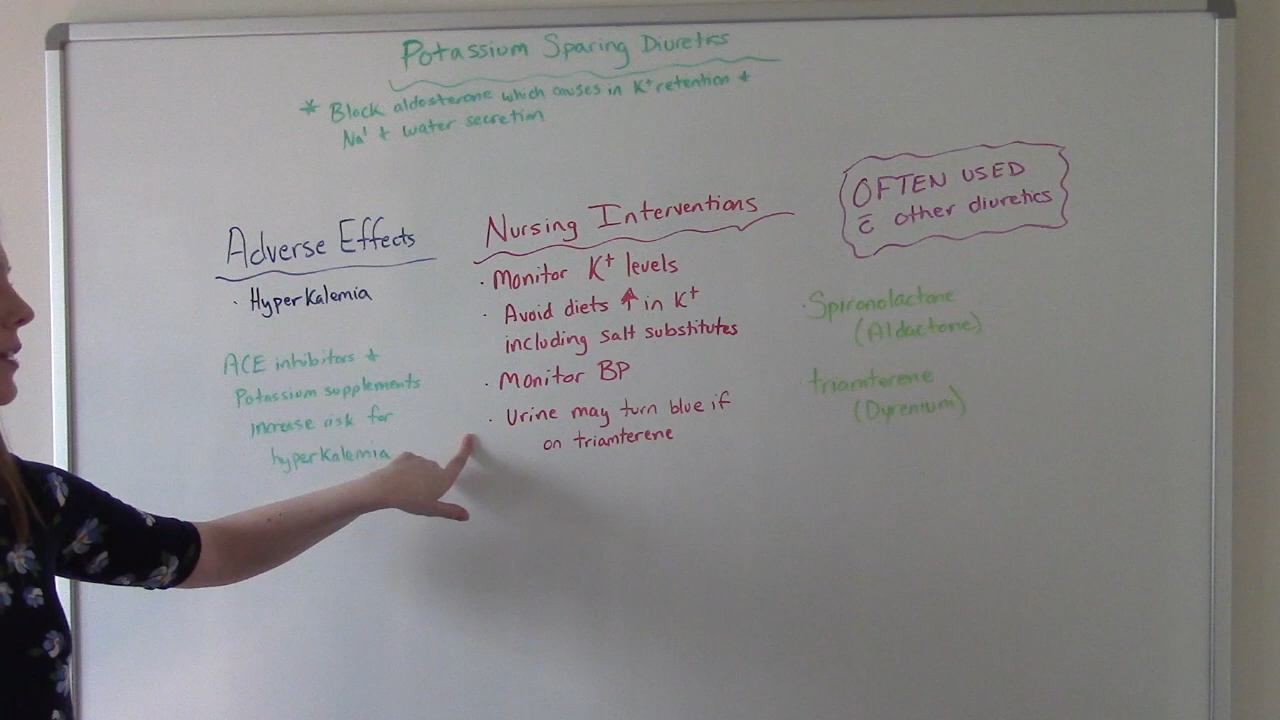 Potassium Sparing Diuretics
* Block aldosterone which causes in K+ retention +
Na+ + water secretion
OFTEN USED
c̄ other diuretics
Adverse Effects
· Hyperkalemia
ACE inhibitors +
Potassium supplements
increase risk for
hyperkalemia
Nursing Interventions
· Monitor K+ levels
· Avoid diets ↑ in K+
including salt substitutes
· Monitor BP
· Urine may turn blue if
on triamterene
· Spironolactone
(Aldactone)
· triamterene
(Dyrenium)